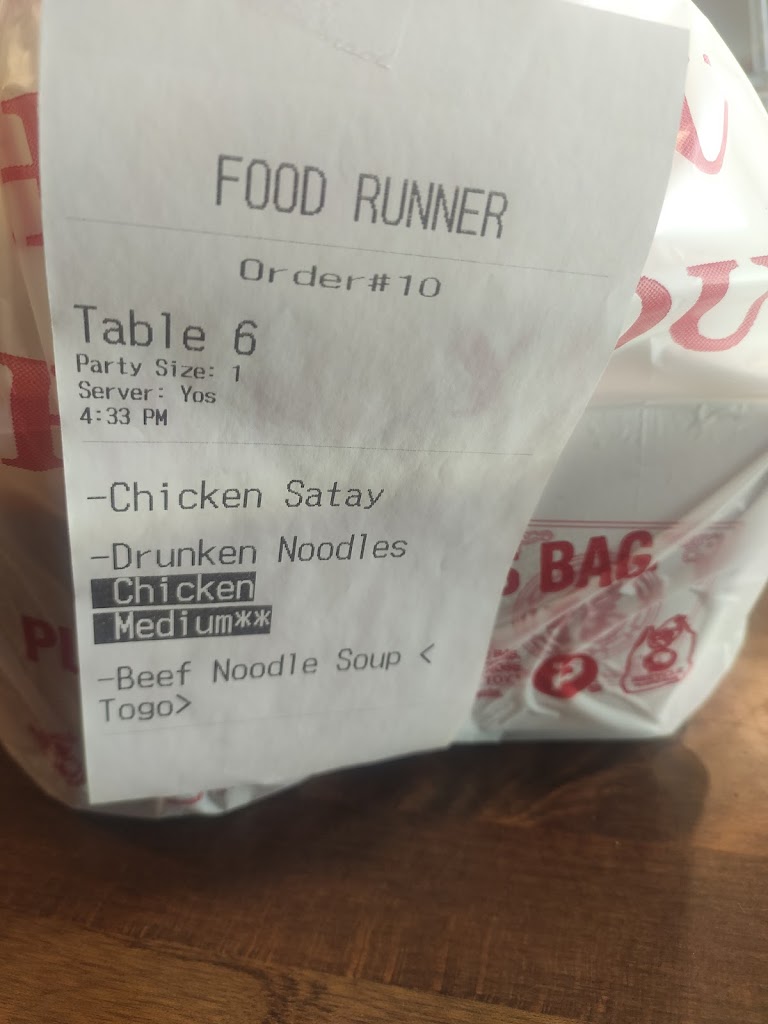 FOOD RUNNER
Order#10
Table 6
Party Size: 1
Server: Yos
4:33 PM
-Chicken Satay
-Drunken Noodles
Chicken
Medium**
-Beef Noodle Soup <
Togo>
BAG